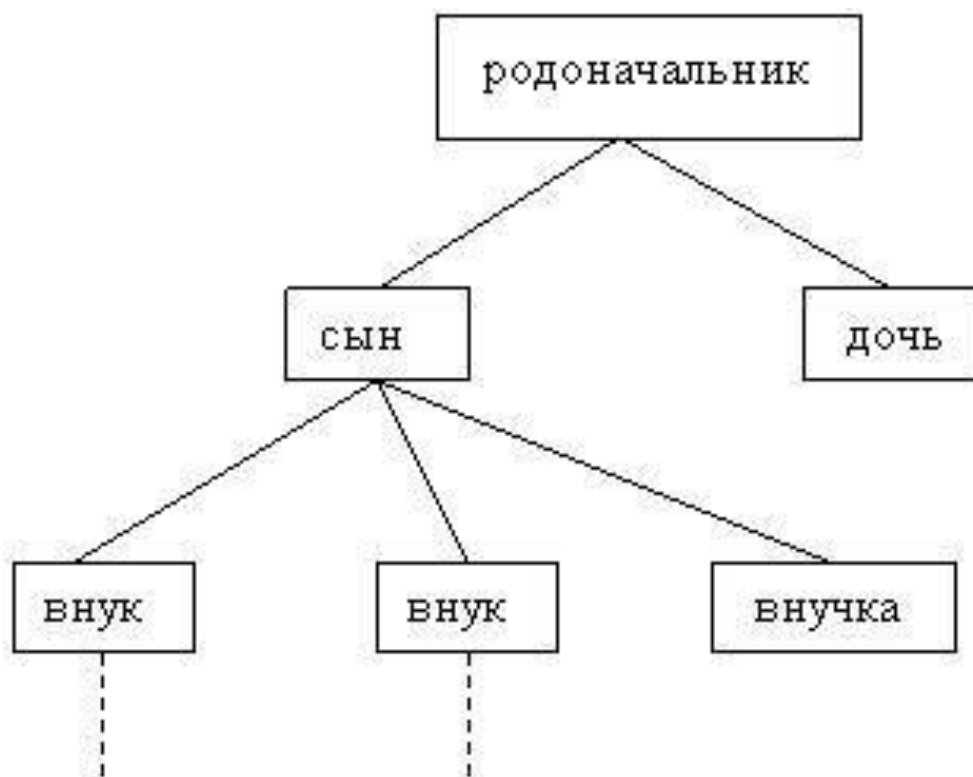 родоначальник
сын
дочь
внук
внук
внучка